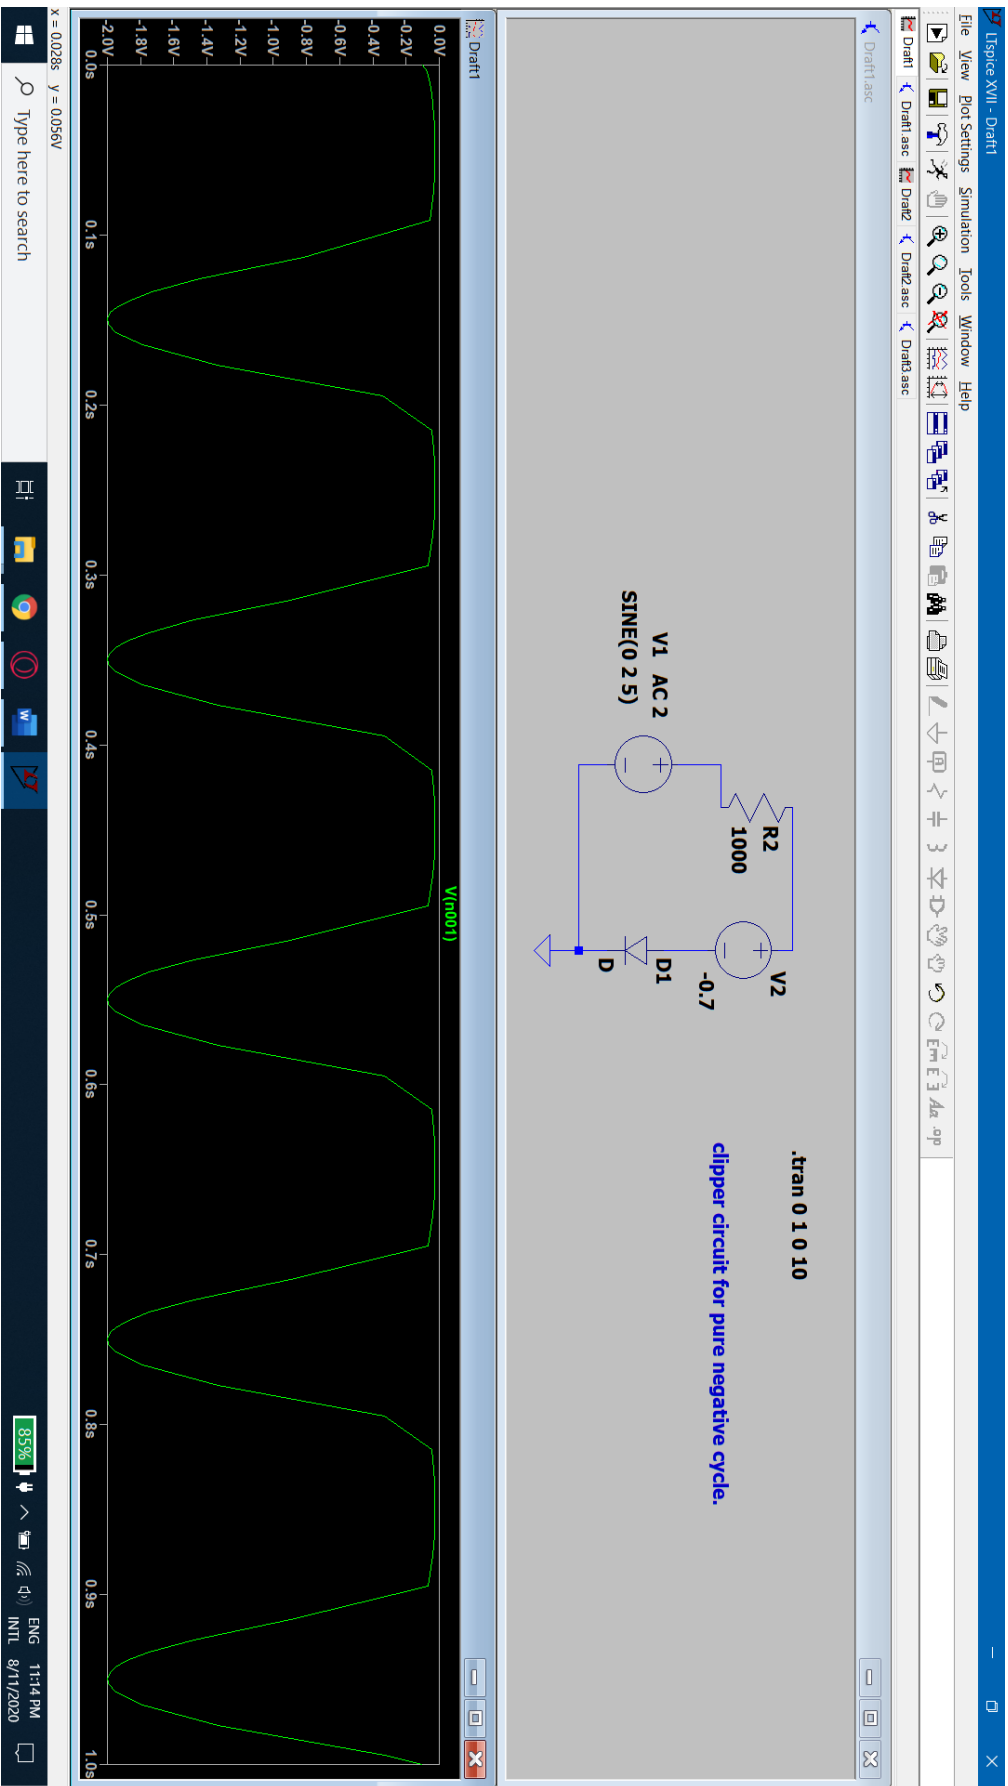 LTspice XVII - Draft1
File View Plot Settings Simulation Tools Window Help
Draft1 Draft1.asc Draft2 Draft2.asc Draft3.asc
Draft1.asc
.tran 0 1 0 10
clipper circuit for pure negative cycle.
R2
1000
V2
-0.7
V1 AC 2
SINE(0 2 5)
D1
D
Draft1
V(n001)
0.0V
-0.2V
-0.4V
-0.6V
-0.8V
-1.0V
-1.2V
-1.4V
-1.6V
-1.8V
-2.0V
0.0s 0.1s 0.2s 0.3s 0.4s 0.5s 0.6s 0.7s 0.8s 0.9s 1.0s
x = 0.028s y = 0.056V
Type here to search
85%
ENG
INTL
11:14 PM
8/11/2020